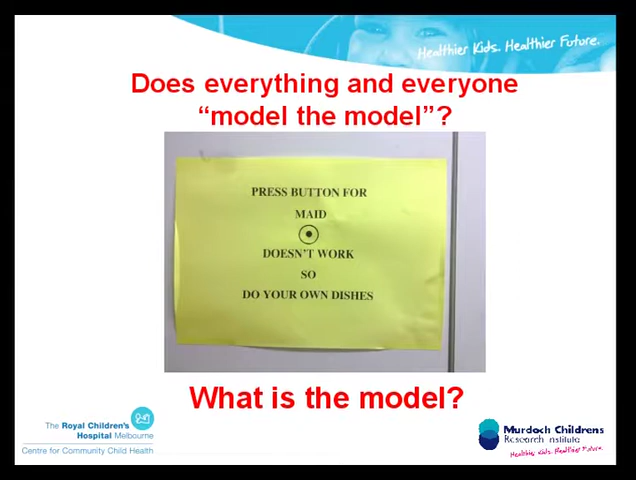 Healthier Kids. Healthier Future.
Does everything and everyone
“model the model”?
PRESS BUTTON FOR
MAID
DOESN'T WORK
SO
DO YOUR OWN DISHES
What is the model?
The Royal Children's
Hospital Melbourne
Centre for Community Child Health
Murdoch Childrens
Research Institute
Healthier Kids. Healthier Future.